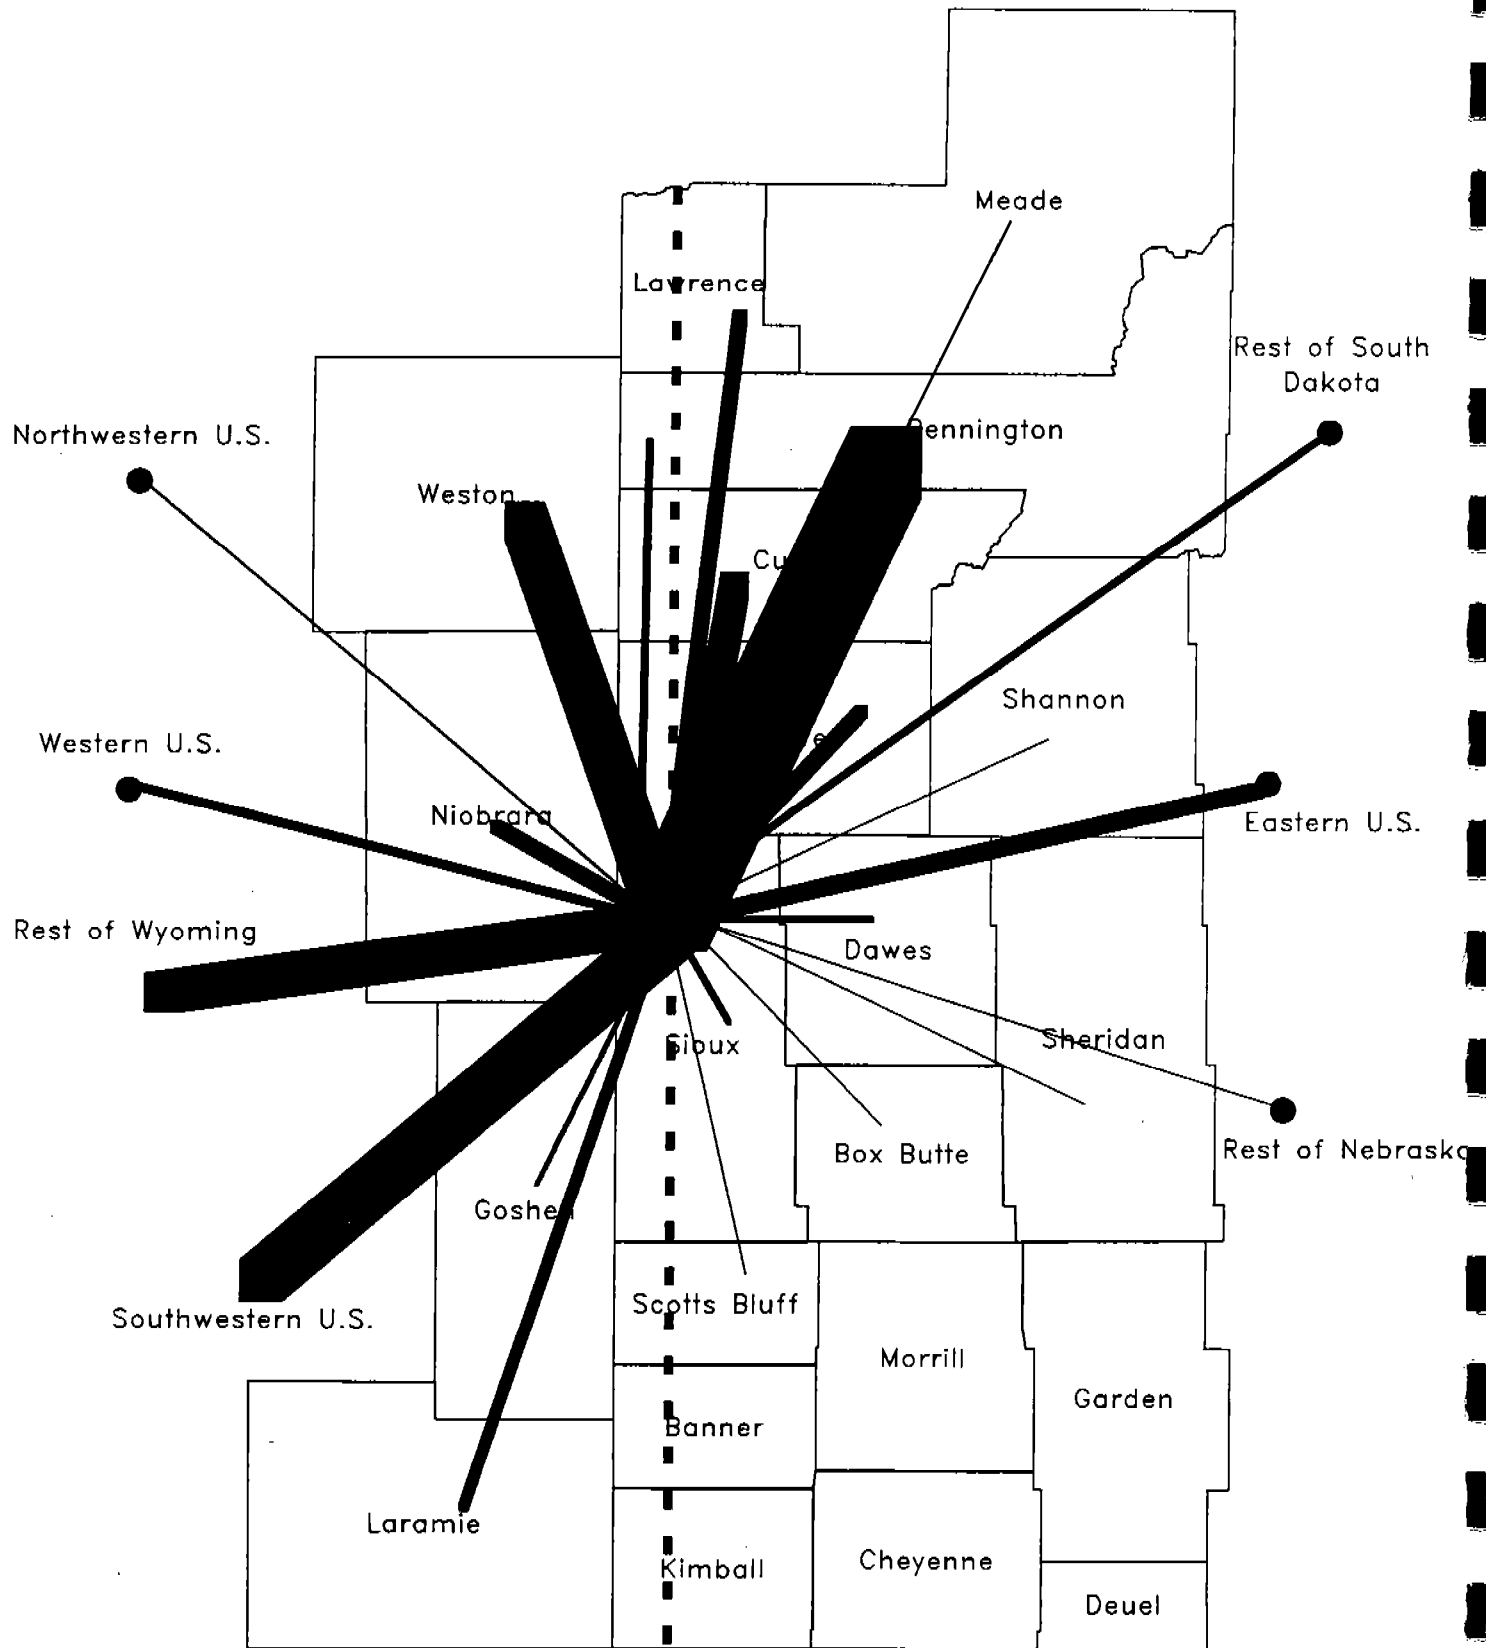 Meade
Lawrence
Rest of South
Dakota
Northwestern U.S.
Pennington
Weston
Cu
Shannon
Western U.S.
e
Niobrara
Eastern U.S.
Rest of Wyoming
Dawes
Sioux
Sheridan
Box Butte
Rest of Nebraska
Goshen
Scotts Bluff
Southwestern U.S.
Morrill
Garden
Banner
Laramie
Kimball
Cheyenne
Deuel